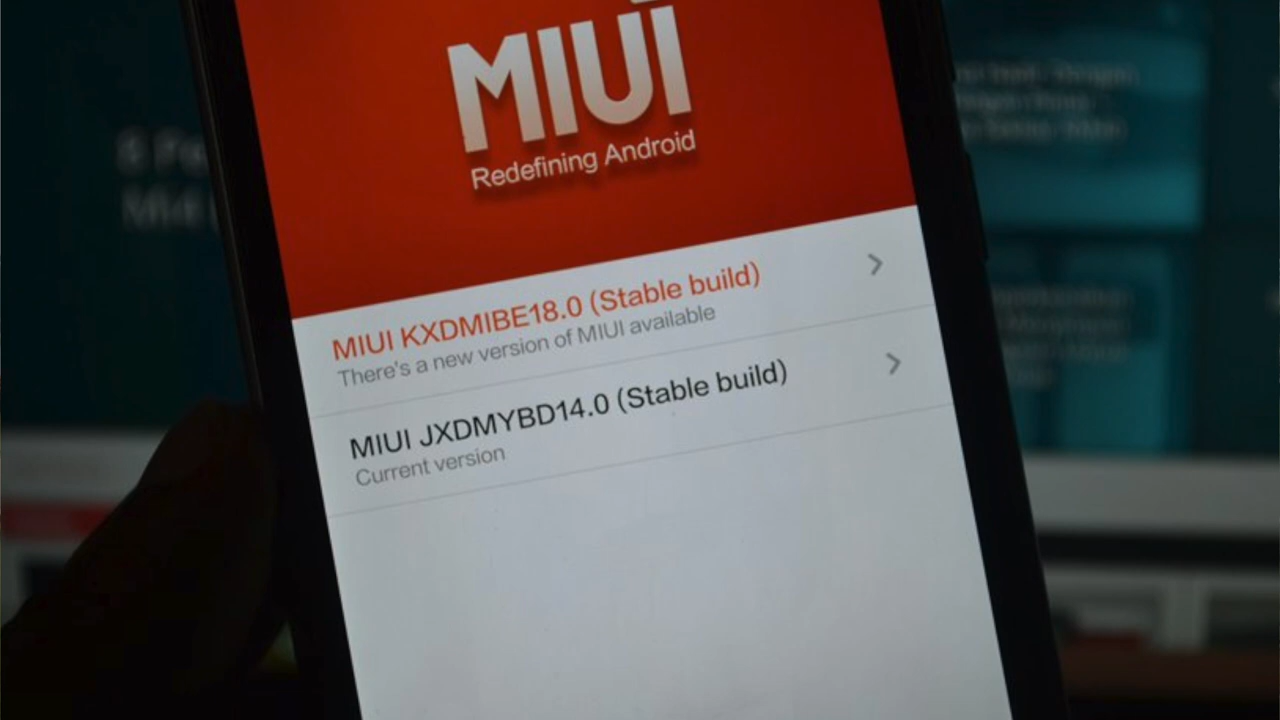 MIUI
Redefining Android
MIUI KXDMIBE18.0 (Stable build)
There's a new version of MIUI available
MIUI JXDMYBD14.0 (Stable build)
Current version